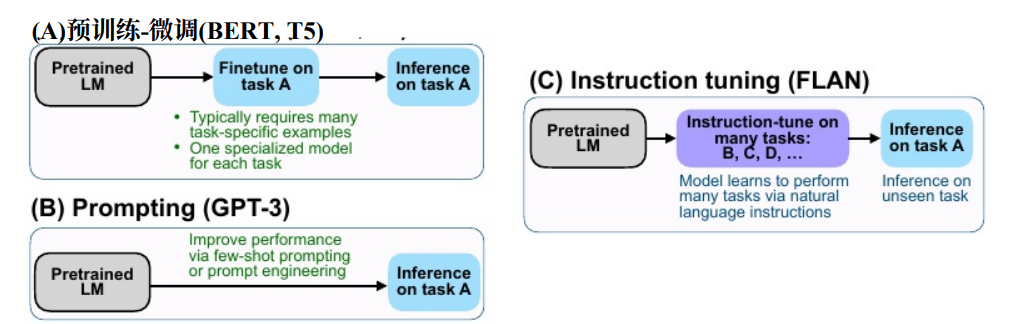 (A)预训练-微调(BERT, T5)
Pretrained
LM
Finetune on
task A
Inference
on task A
• Typically requires many
task-specific examples
• One specialized model
for each task
(B) Prompting (GPT-3)
Pretrained
LM
Improve performance
via few-shot prompting
or prompt engineering
Inference
on task A
(C) Instruction tuning (FLAN)
Pretrained
LM
Instruction-tune on
many tasks:
B, C, D, ...
Inference
on task A
Model learns to perform
many tasks via natural
language instructions
Inference on
unseen task